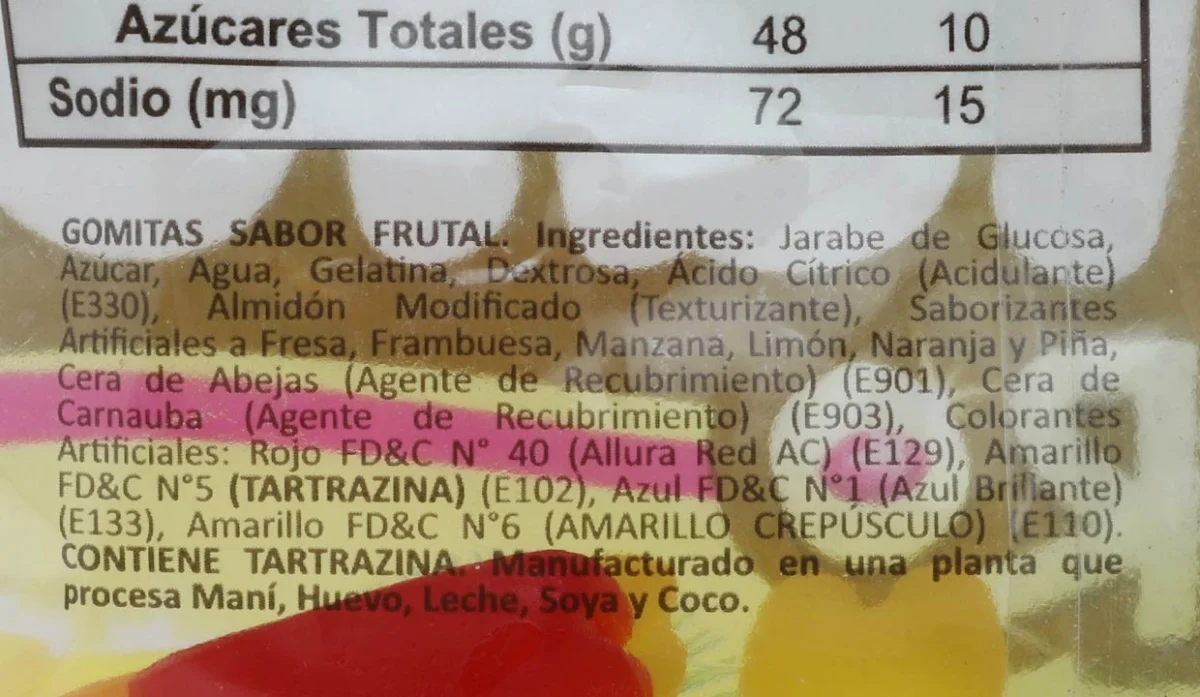 Azúcares Totales (g) 48 10
Sodio (mg) 72 15
GOMITAS SABOR FRUTAL. Ingredientes: Jarabe de Glucosa,
Azúcar, Agua, Gelatina, Dextrosa, Ácido Cítrico (Acidulante)
(E330), Almidón Modificado (Texturizante), Saborizantes
Artificiales a Fresa, Frambuesa, Manzana, Limón, Naranja y Piña,
Cera de Abejas (Agente de Recubrimiento) (E901), Cera de
Carnauba (Agente de Recubrimiento) (E903), Colorantes
Artificiales: Rojo FD&C N° 40 (Allura Red AC) (E129), Amarillo
FD&C N°5 (TARTRAZINA) (E102), Azul FD&C N°1 (Azul Brillante)
(E133), Amarillo FD&C N°6 (AMARILLO CREPÚSCULO) (E110).
CONTIENE TARTRAZINA. Manufacturado en una planta que
procesa Maní, Huevo, Leche, Soya y Coco.